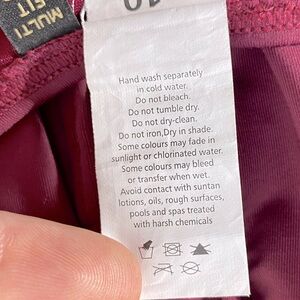 MULTI
FIT
10
Hand wash separately
in cold water.
Do not bleach.
Do not tumble dry.
Do not dry-clean.
Do not iron,Dry in shade.
Some colours may fade in
sunlight or chlorinated water.
Some colours may bleed
or transfer when wet.
Avoid contact with suntan
lotions, oils, rough surfaces,
pools and spas treated
with harsh chemicals